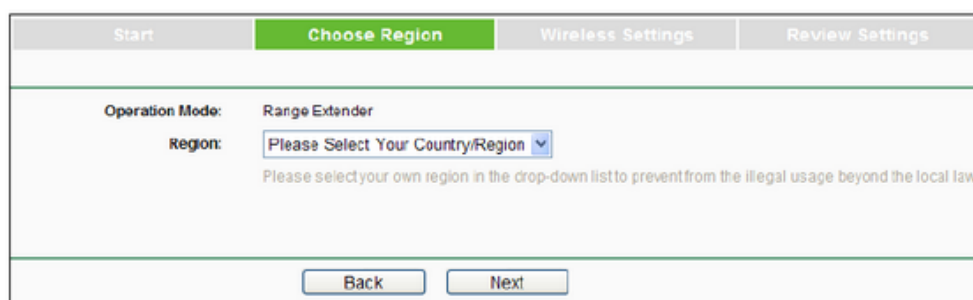 Start Choose Region Wireless Settings Review Settings
Operation Mode: Range Extender
Region: Please Select Your Country/Region
Please select your own region in the drop-down list to prevent from the illegal usage beyond the local law
Back Next